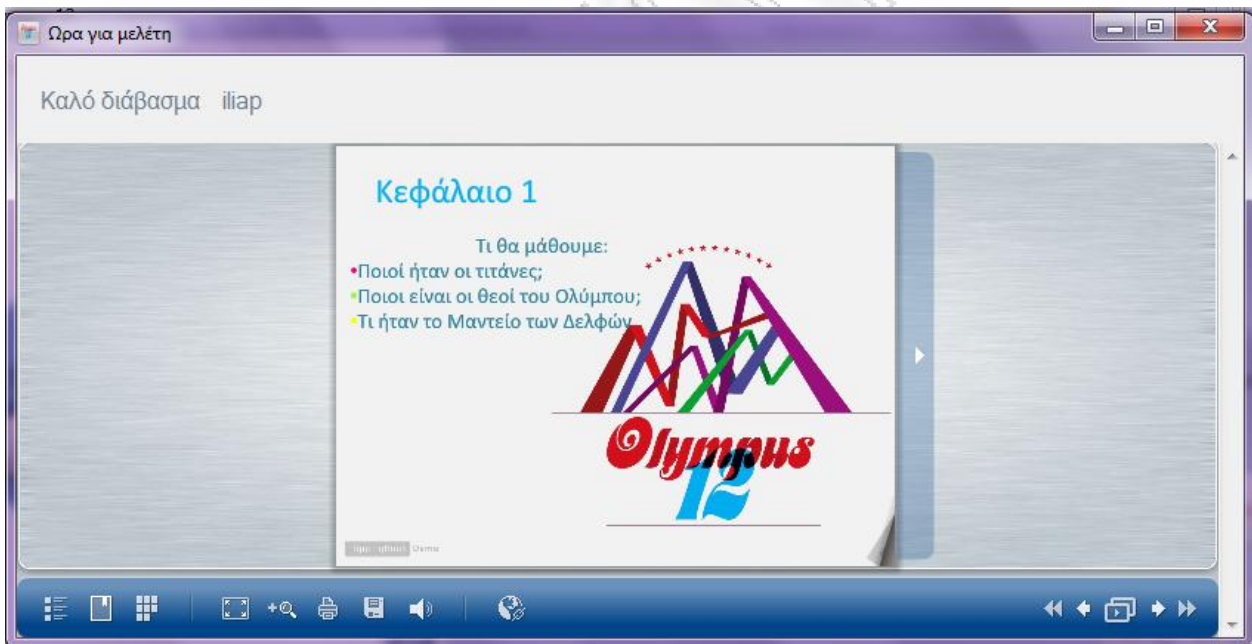 Ωρα για μελέτη
Καλό διάβασμα iliap
Κεφάλαιο 1
Τι θα μάθουμε:
•Ποιοί ήταν οι τιτάνες;
•Ποιοι είναι οι θεοί του Ολύμπου;
•Τι ήταν το Μαντείο των Δελφών
Olympus
12
Demo